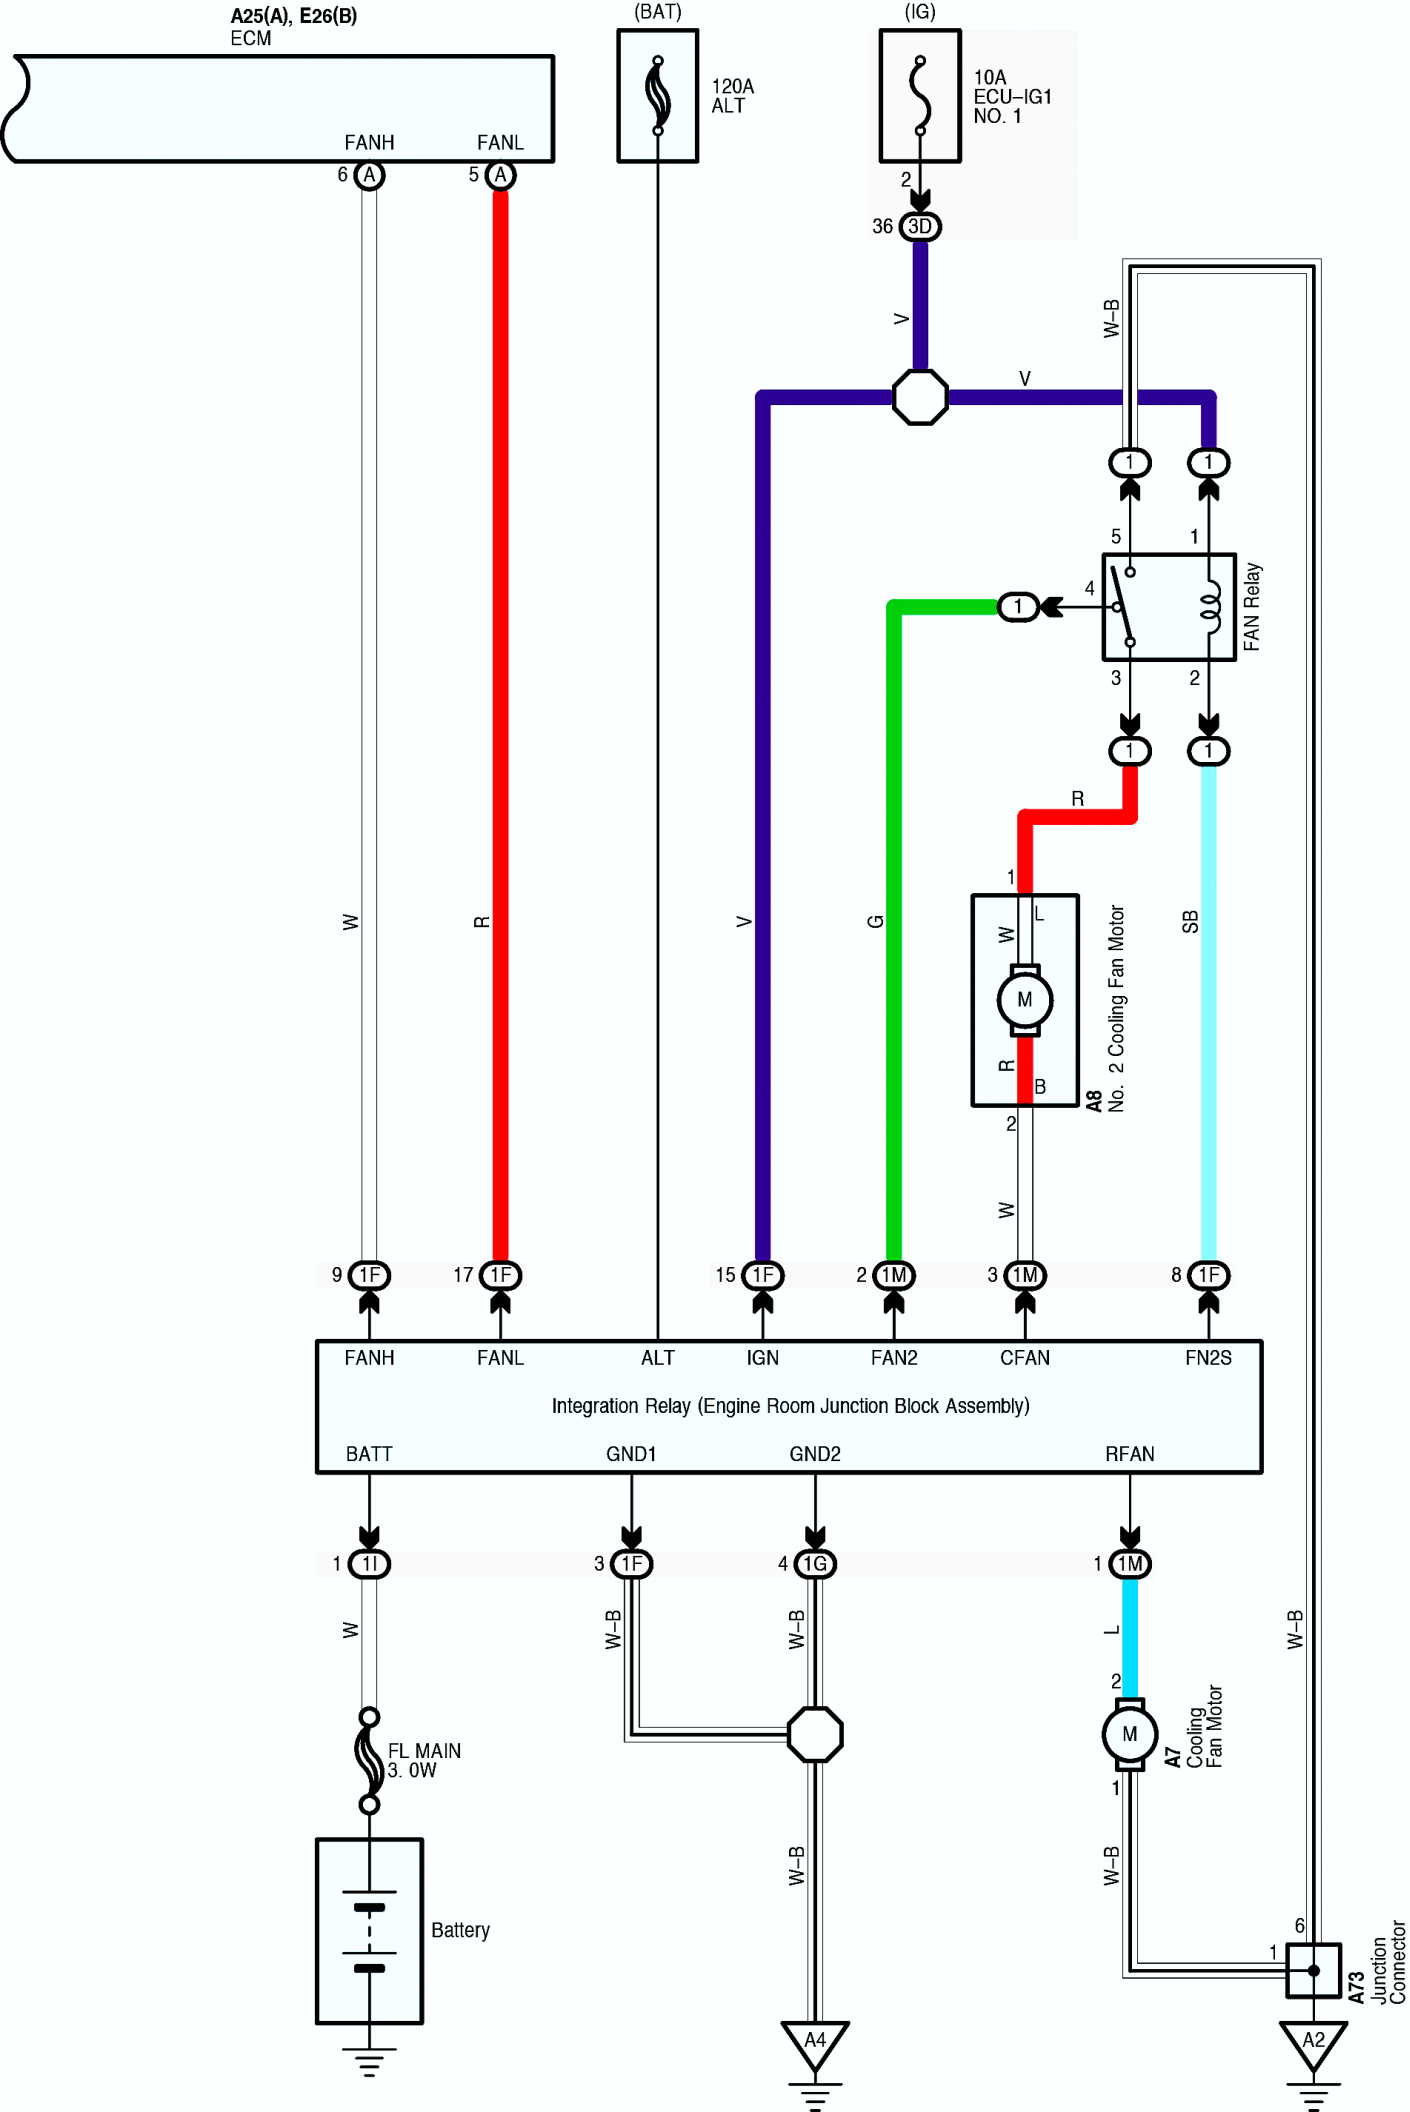 A25(A), E26(B)
ECM
(BAT)
(IG)
120A
ALT
10A
ECU–IG1
NO. 1
FANH
FANL
6
A
5
A
2
36
3D
V
V
W–B
1
1
5
1
4
1
FAN Relay
3
2
1
1
R
1
L
W
M
R
B
2
A8
No. 2 Cooling Fan Motor
W
R
V
G
SB
W
9
1F
17
1F
15
1F
2
1M
3
1M
8
1F
FANH
FANL
ALT
IGN
FAN2
CFAN
FN2S
Integration Relay (Engine Room Junction Block Assembly)
BATT
GND1
GND2
RFAN
1
1I
3
1F
4
1G
1
1M
W
W–B
W–B
L
W–B
2
M
A7
Cooling
Fan Motor
1
FL MAIN
3. 0W
W–B
W–B
Battery
6
1
A73
Junction
Connector
A4
A2